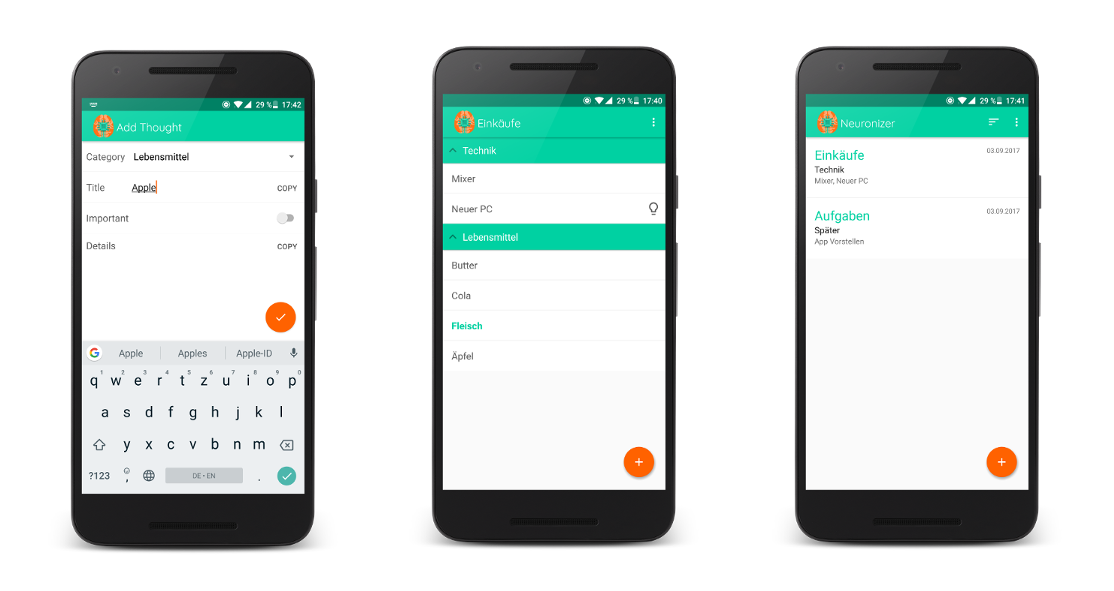 29 % 17:42
Add Thought
Category Lebensmittel
Title Apple COPY
Important
Details COPY
Apple Apples Apple-ID
1 2 3 4 5 6 7 8 9 0
q w e r t z u i o p
a s d f g h j k l
y x c v b n m
?123 , DE • EN .
29 % 17:40
Einkäufe
Technik
Mixer
Neuer PC
Lebensmittel
Butter
Cola
Fleisch
Äpfel
+
29 % 17:41
Neuronizer
Einkäufe 03.09.2017
Technik
Mixer, Neuer PC
Aufgaben 03.09.2017
Später
App Vorstellen
+